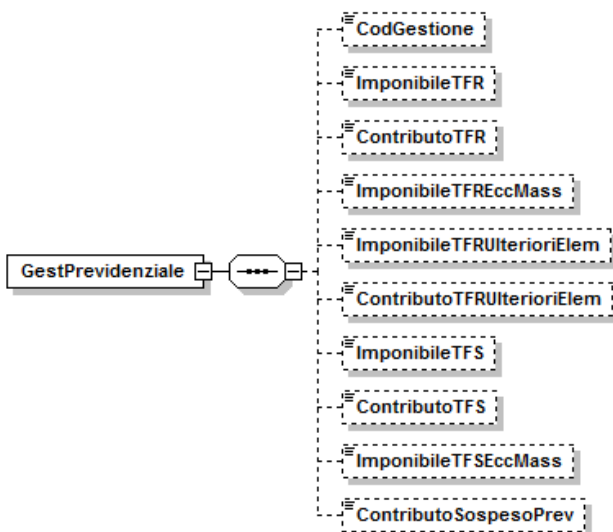 CodGestione
ImponibileTFR
ContributoTFR
ImponibileTFREccMass
ImponibileTFRUlterioriElem
GestPrevidenziale
ContributoTFRUlterioriElem
ImponibileTFS
ContributoTFS
ImponibileTFSEccMass
ContributoSospesoPrev